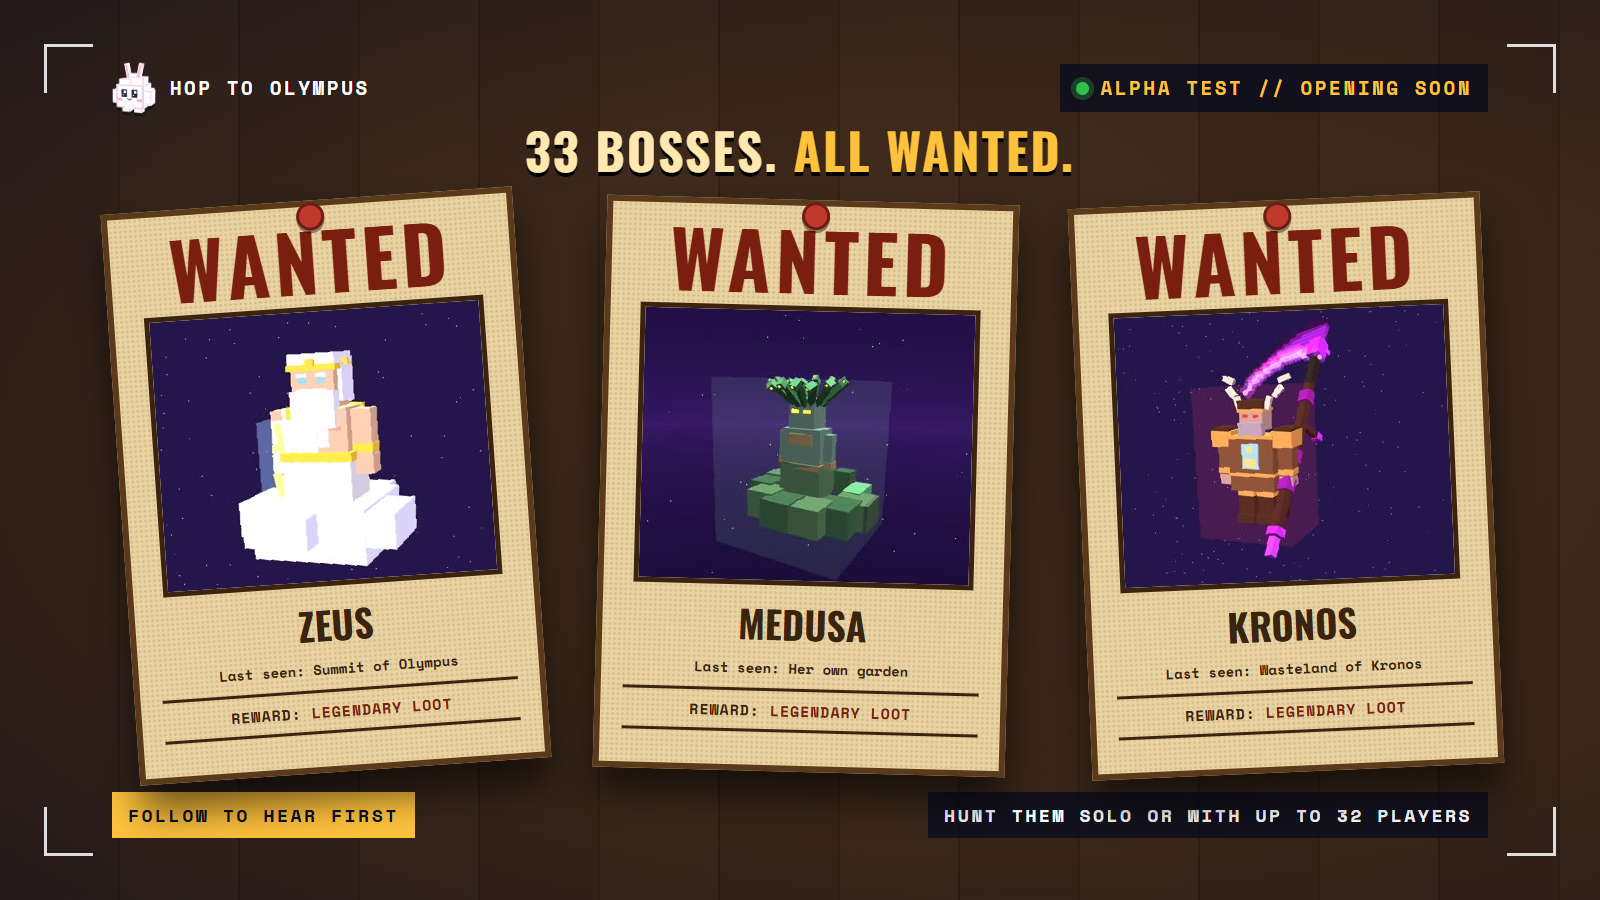 HOP TO OLYMPUS
ALPHA TEST // OPENING SOON
33 BOSSES. ALL WANTED.
WANTED
ZEUS
Last seen: Summit of Olympus
REWARD: LEGENDARY LOOT
WANTED
MEDUSA
Last seen: Her own garden
REWARD: LEGENDARY LOOT
WANTED
KRONOS
Last seen: Wasteland of Kronos
REWARD: LEGENDARY LOOT
FOLLOW TO HEAR FIRST
HUNT THEM SOLO OR WITH UP TO 32 PLAYERS